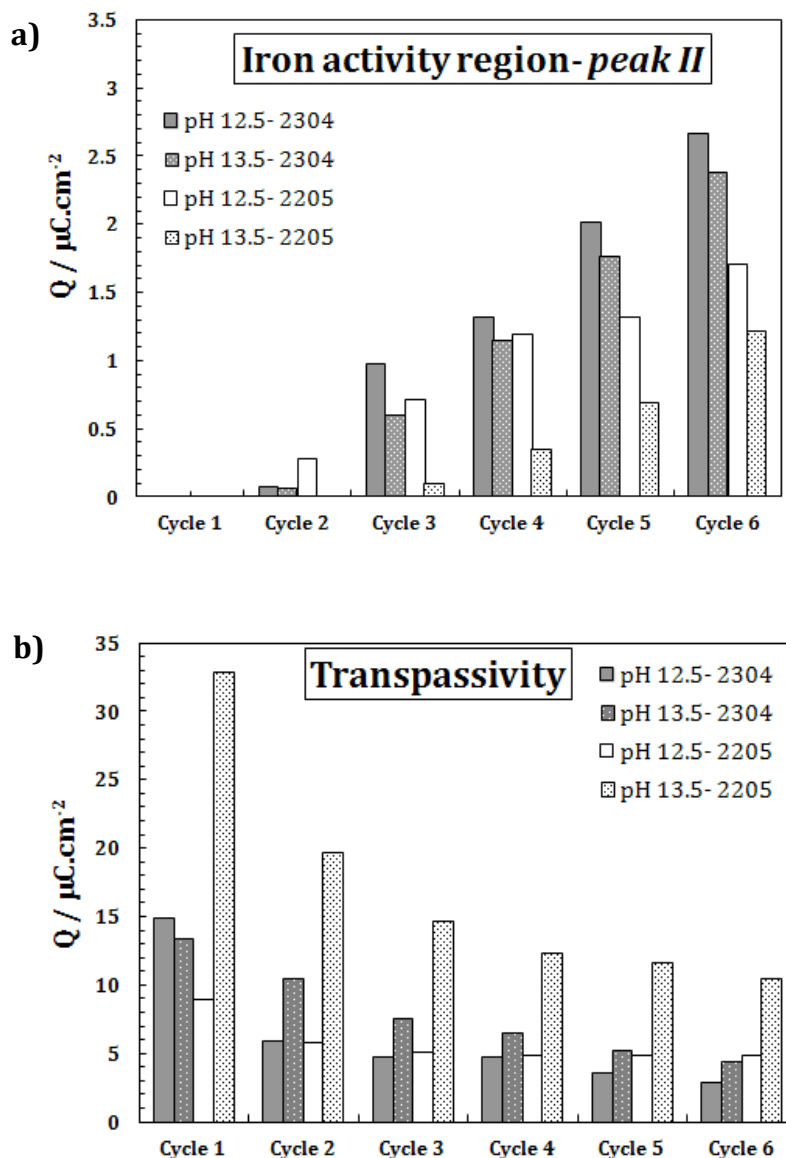 a)
Iron activity region- peak II
Q / μC.cm-2
3.5
3
2.5
2
1.5
1
0.5
0
pH 12.5- 2304
pH 13.5- 2304
pH 12.5- 2205
pH 13.5- 2205
Cycle 1 Cycle 2 Cycle 3 Cycle 4 Cycle 5 Cycle 6
b)
Transpassivity
Q / μC.cm-2
35
30
25
20
15
10
5
0
pH 12.5- 2304
pH 13.5- 2304
pH 12.5- 2205
pH 13.5- 2205
Cycle 1 Cycle 2 Cycle 3 Cycle 4 Cycle 5 Cycle 6